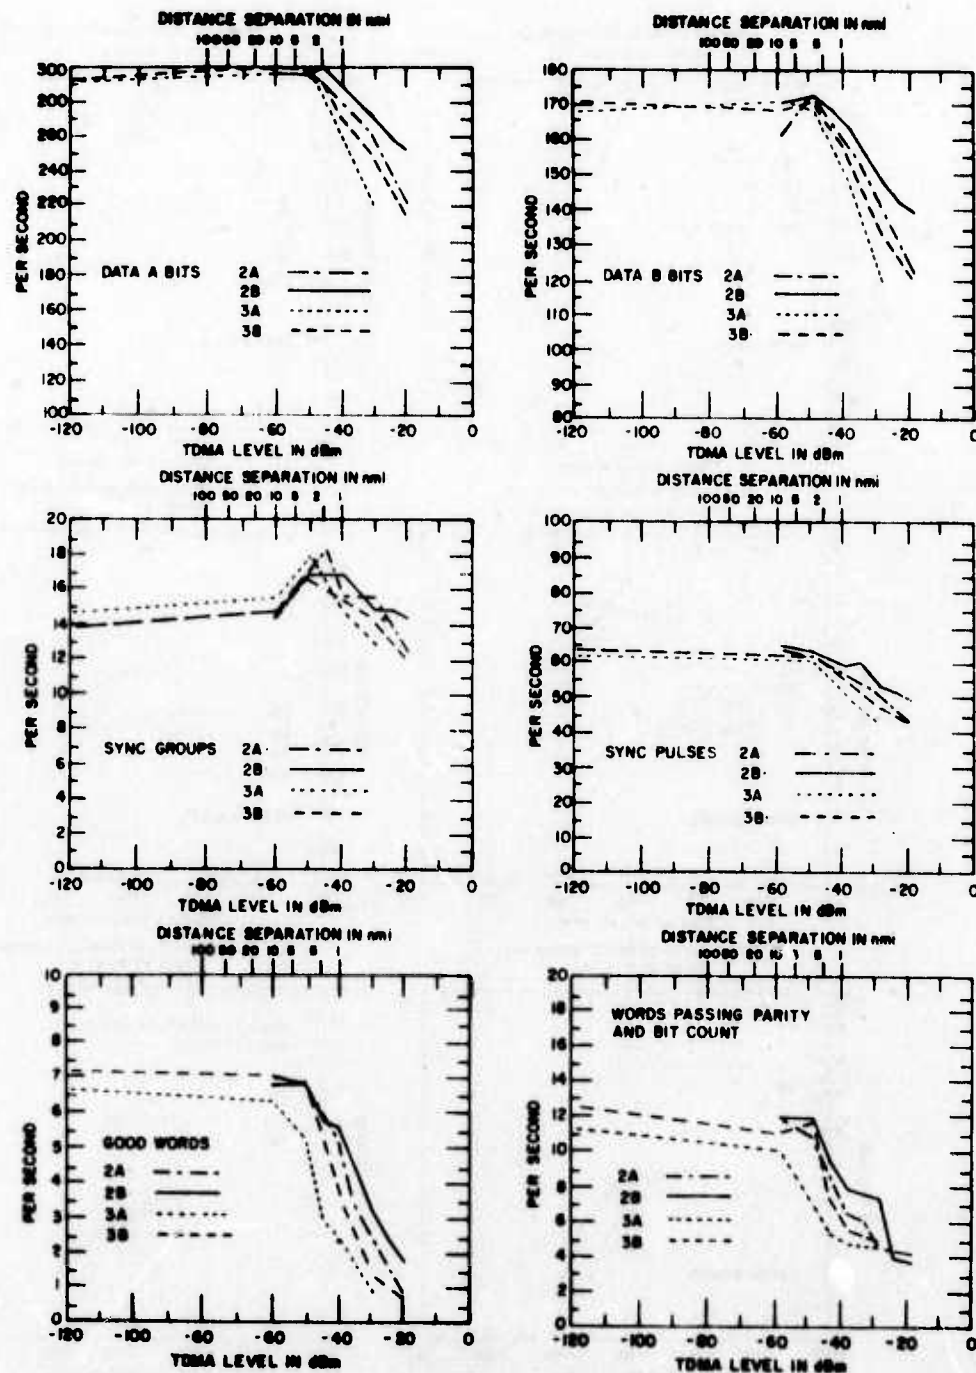 DISTANCE SEPARATION IN nmi
100 50 20 10 5 2 1
300
280
260
240
220
200
180
160
140
120
100
PER SECOND
DATA A BITS
2A
2B
3A
3B
-120 -100 -80 -60 -40 -20 0
TDMA LEVEL IN dBm
DISTANCE SEPARATION IN nmi
100 50 20 10 5 1
180
170
160
150
140
130
120
110
100
90
80
PER SECOND
DATA B BITS
2A
2B
3A
3B
-120 -100 -80 -60 -40 -20 0
TDMA LEVEL IN dBm
DISTANCE SEPARATION IN nmi
100 50 20 10 5 2 1
20
18
16
14
12
10
8
6
4
2
0
PER SECOND
SYNC GROUPS
2A
2B
3A
3B
-120 -100 -80 -60 -40 -20 0
TDMA LEVEL IN dBm
DISTANCE SEPARATION IN nmi
100 50 20 10 5 2 1
100
90
80
70
60
50
40
30
20
10
0
PER SECOND
SYNC PULSES
2A
2B
3A
3B
-120 -100 -80 -60 -40 -20 0
TDMA LEVEL IN dBm
DISTANCE SEPARATION IN nmi
100 50 20 10 5 1
10
9
8
7
6
5
4
3
2
1
0
PER SECOND
GOOD WORDS
2A
2B
3A
3B
-120 -100 -80 -60 -40 -20 0
TDMA LEVEL IN dBm
DISTANCE SEPARATION IN nmi
100 50 20 10 1
20
18
16
14
12
10
8
6
4
2
0
PER SECOND
WORDS PASSING PARITY
AND BIT COUNT
2A
2B
3A
3B
-120 -100 -80 -60 -40 -20 0
TDMA LEVEL IN dBm